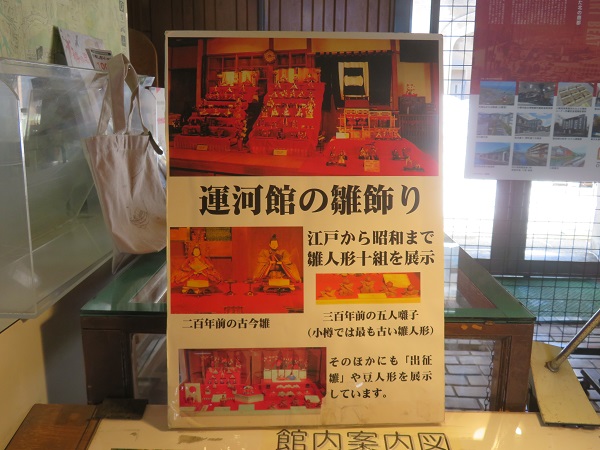 運河館の雛飾り
江戸から昭和まで
雛人形十組を展示
二百年前の古今雛
三百年前の五人囃子
(小樽では最も古い雛人形)
そのほかにも「出征
雛」や豆人形を展示
しています。
館内案内図